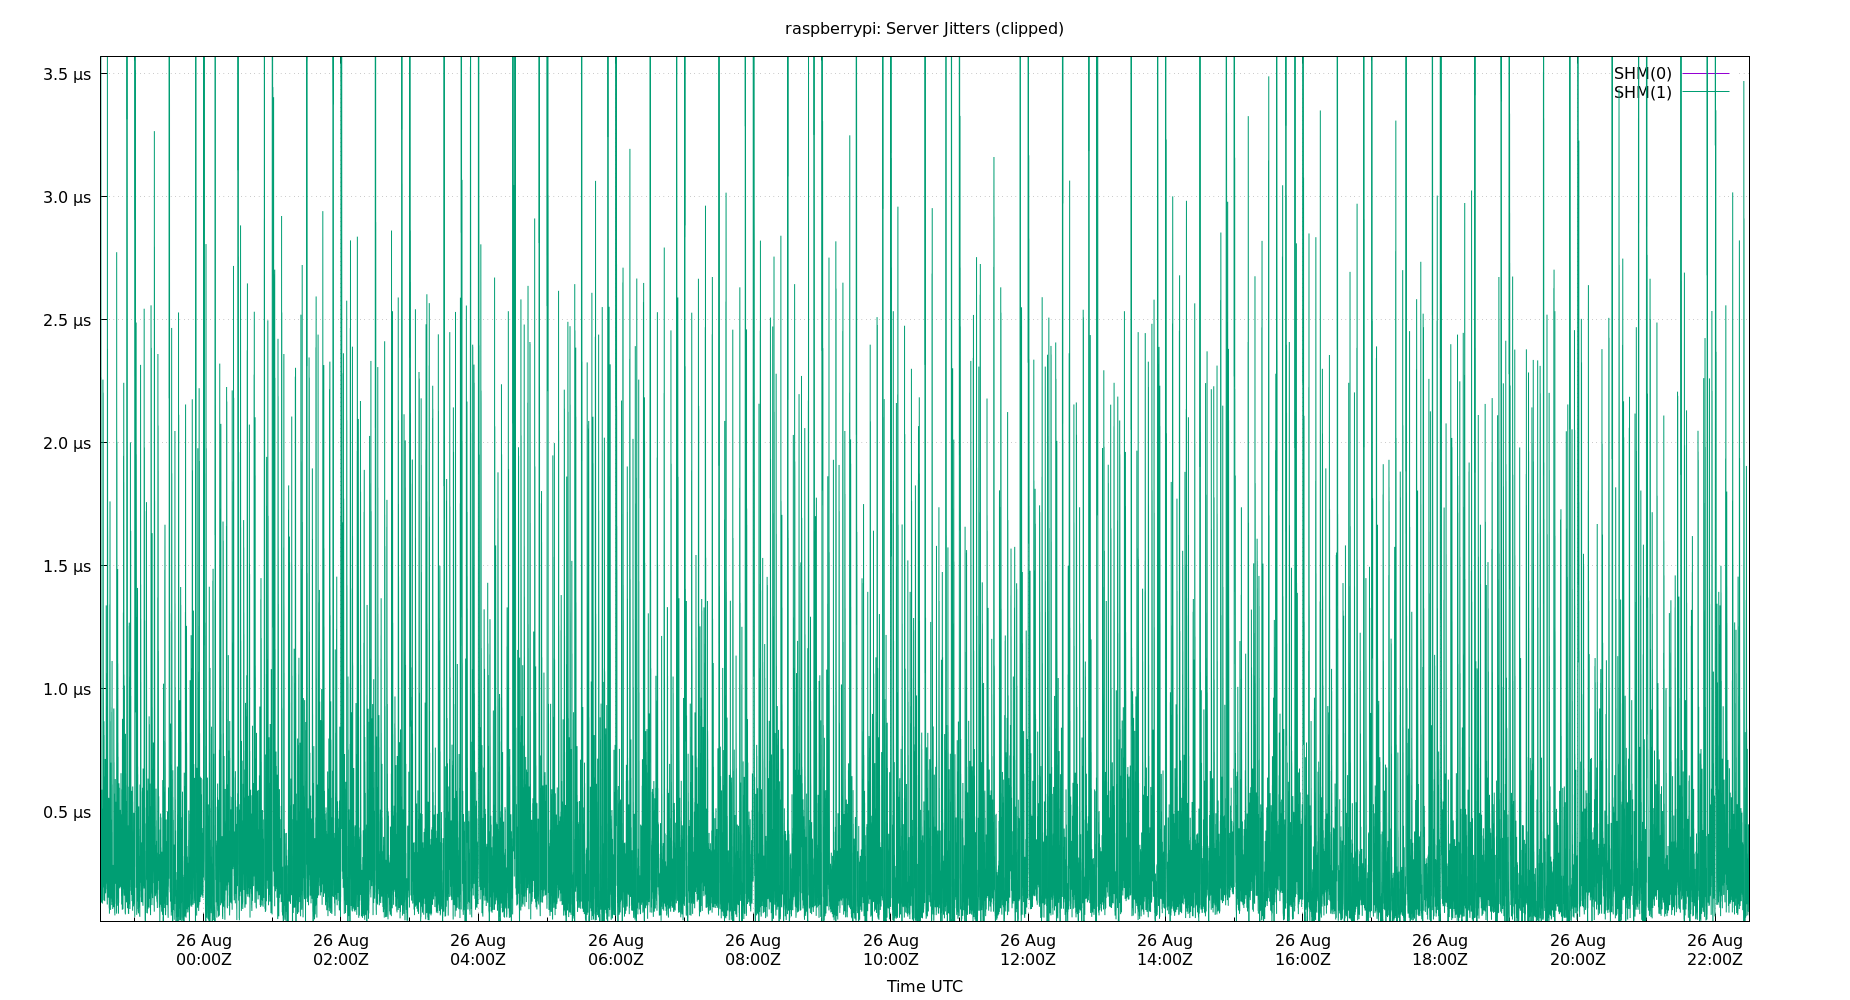 raspberrypi: Server Jitters (clipped)
3.5 µs
3.0 µs
2.5 µs
2.0 µs
1.5 µs
1.0 µs
0.5 µs
SHM(0)
SHM(1)
26 Aug 26 Aug 26 Aug 26 Aug 26 Aug 26 Aug 26 Aug 26 Aug 26 Aug 26 Aug 26 Aug 26 Aug
00:00Z 02:00Z 04:00Z 06:00Z 08:00Z 10:00Z 12:00Z 14:00Z 16:00Z 18:00Z 20:00Z 22:00Z
Time UTC